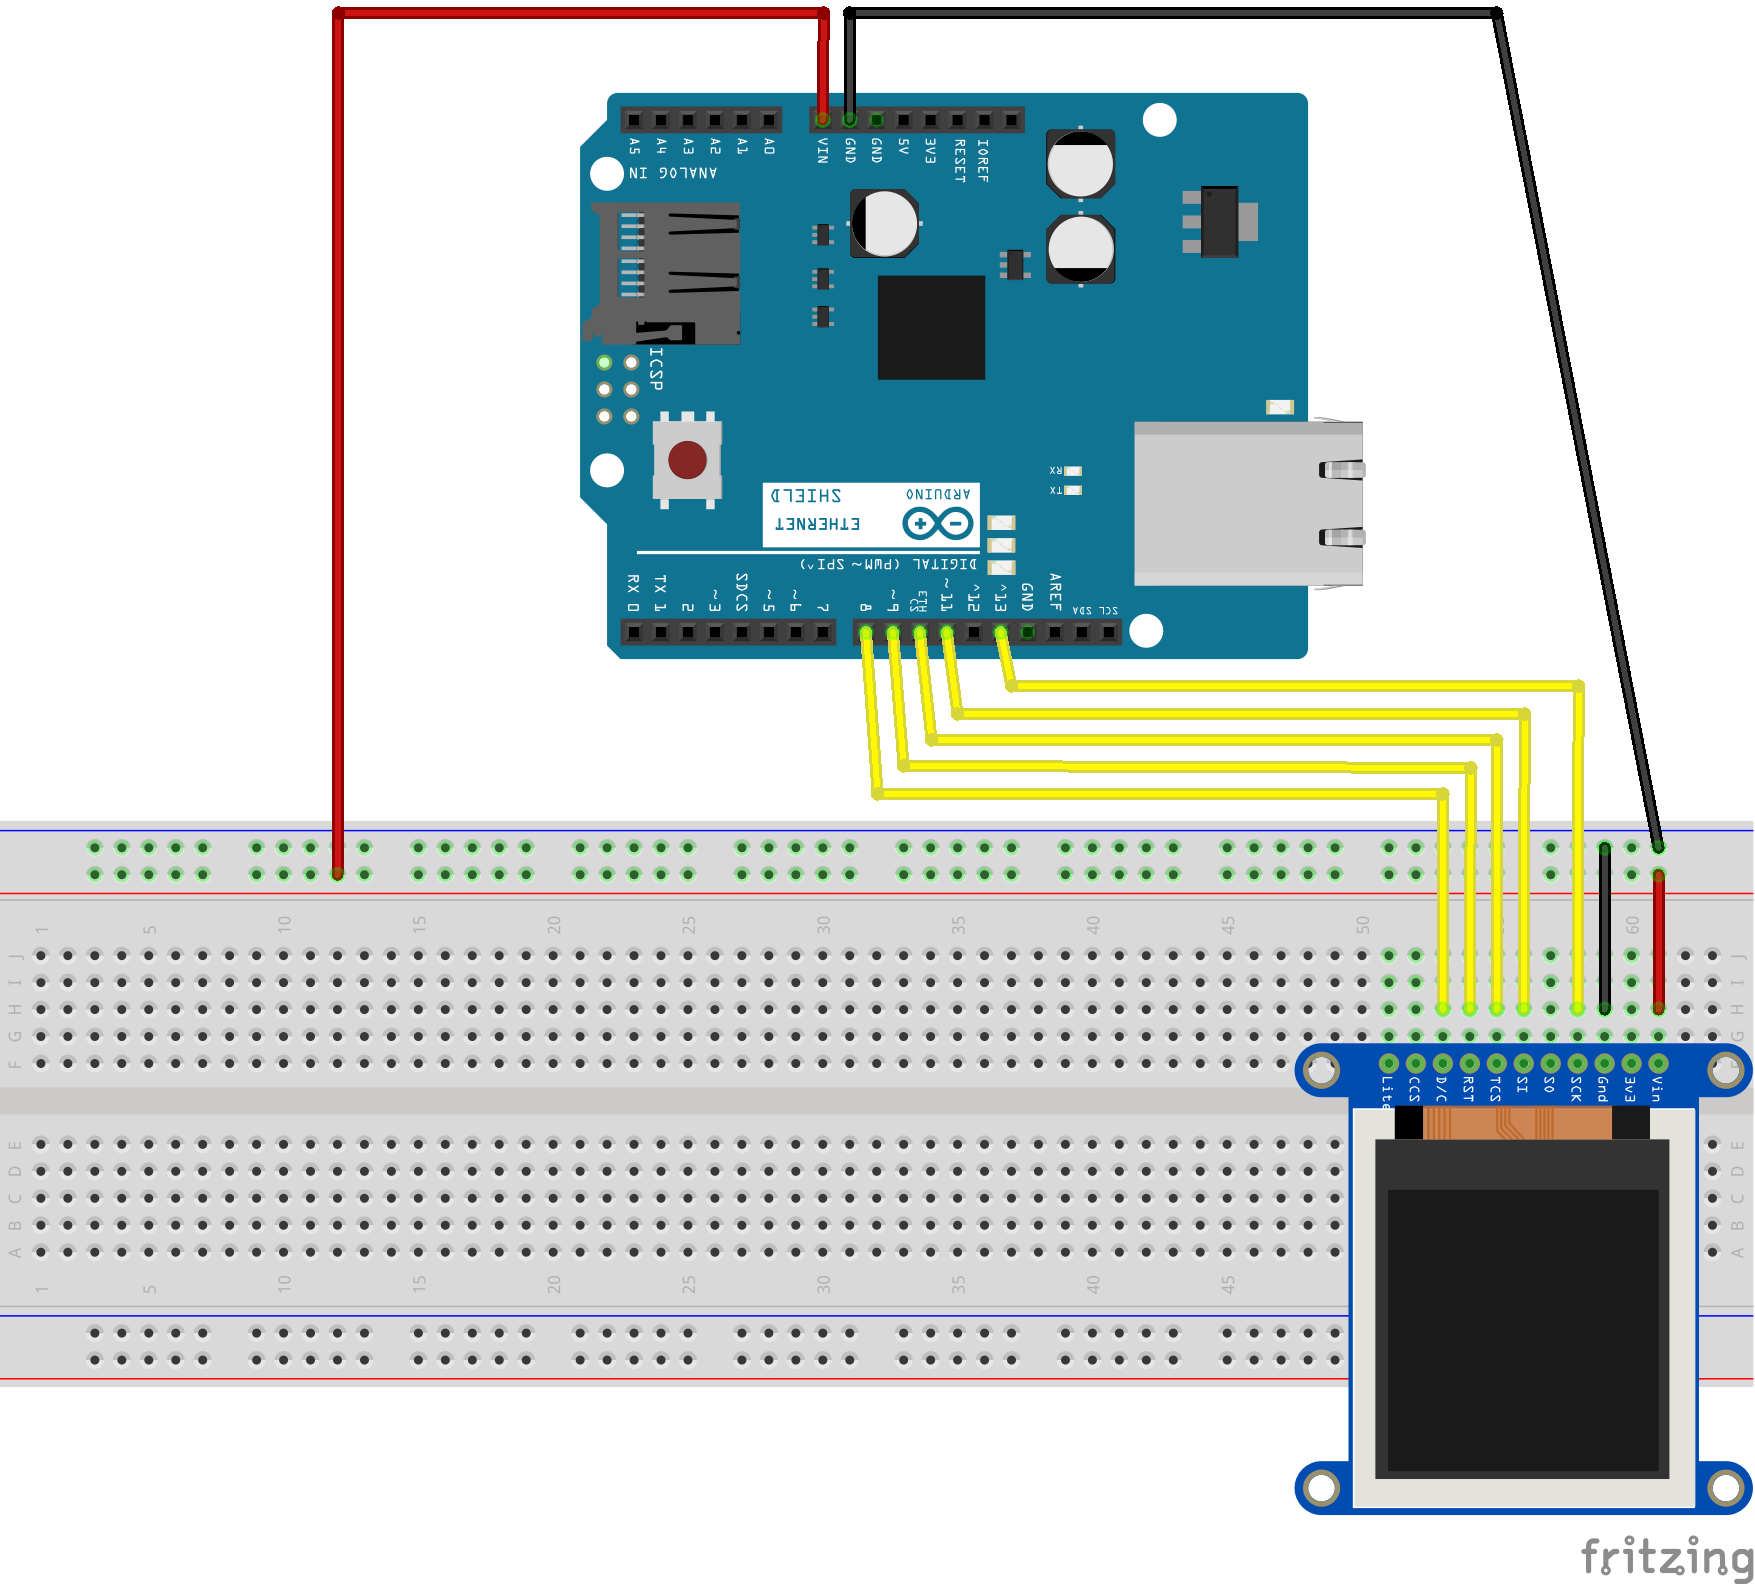 A5 A4 A3 A2 A1 A0 VIN GND GND 5V 3V3 RESET IOREF
ANALOG IN
ICSP
RX
TX
SHIELD ARDUINO
ETHERNET
DIGITAL (PWM~ SPI^)
RX 0 TX 1 2 ~3 SDCS ~5 ~6 7 8 ~9 ETH CS ~11 ^12 ^13 GND AREF SDA SCL
1 5 10 15 20 25 30 35 40 45 50 60
J J
I I
H H
G G
F
Lite CCS D/C RST TCS SI SO SCK Gnd 3v3 Vin
E E
D D
C C
B B
A A
1 5 10 15 20 25 30 35 40 45
fritzing